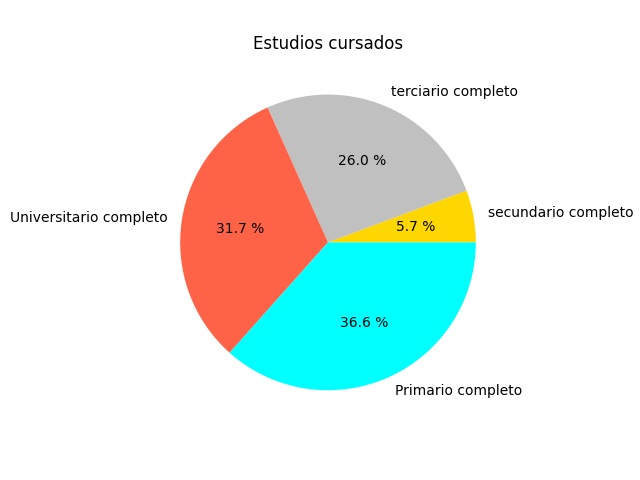 Estudios cursados
terciario completo
26.0 %
secundario completo
Universitario completo
5.7 %
31.7 %
36.6 %
Primario completo